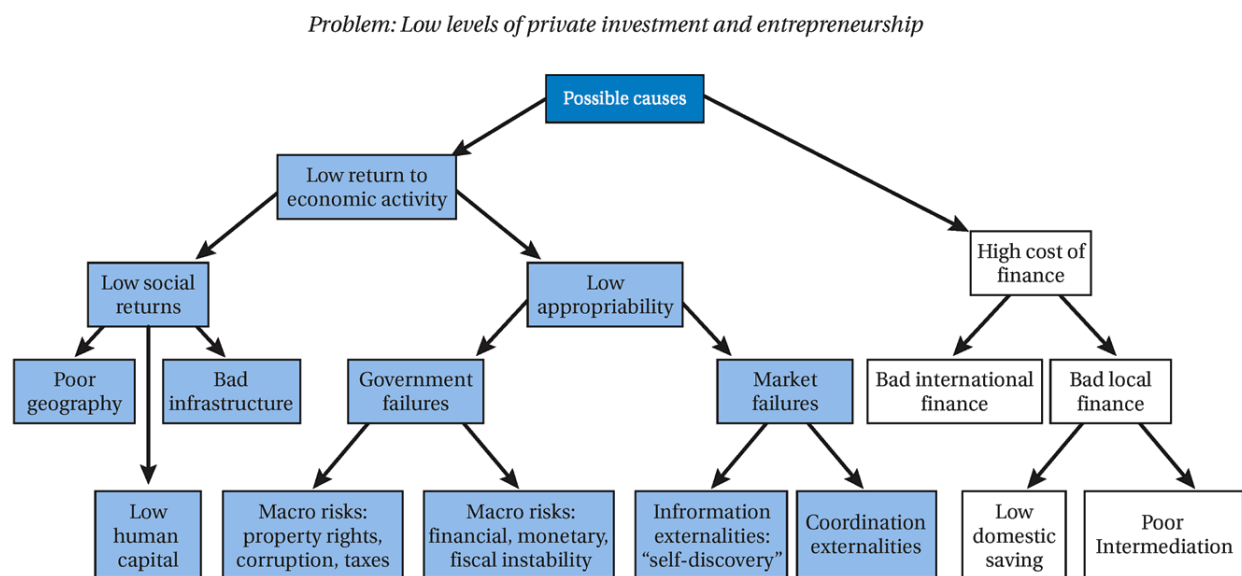 Problem: Low levels of private investment and entrepreneurship
Possible causes
Low return to
economic activity
High cost of
finance
Low social
returns
Low
appropriability
Poor
geography
Bad
infrastructure
Government
failures
Market
failures
Bad international
finance
Bad local
finance
Low
human
capital
Macro risks:
property rights,
corruption, taxes
Macro risks:
financial, monetary,
fiscal instability
Infrormation
externalities:
“self-discovery”
Coordination
externalities
Low
domestic
saving
Poor
Intermediation